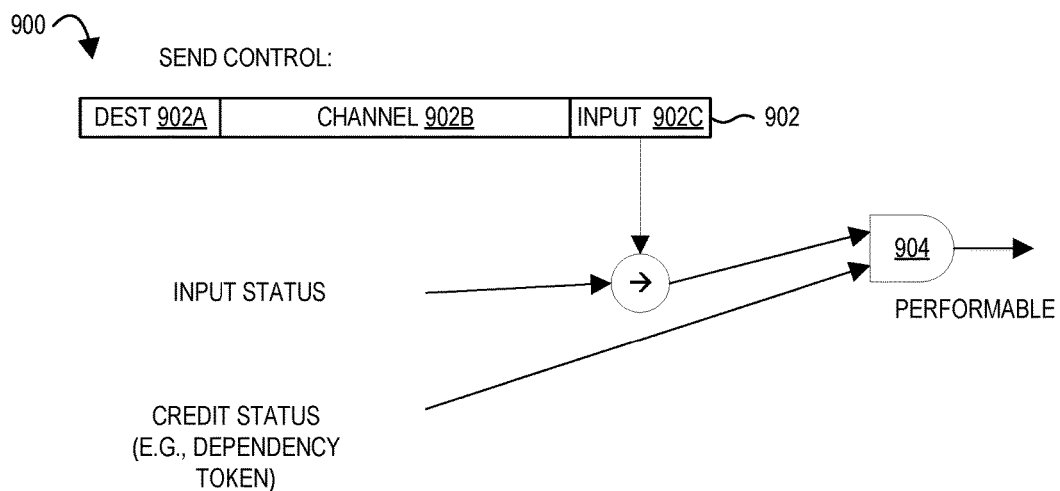 900
SEND CONTROL:
DEST 902A CHANNEL 902B INPUT 902C 902
904
INPUT STATUS
PERFORMABLE
CREDIT STATUS
(E.G., DEPENDENCY
TOKEN)